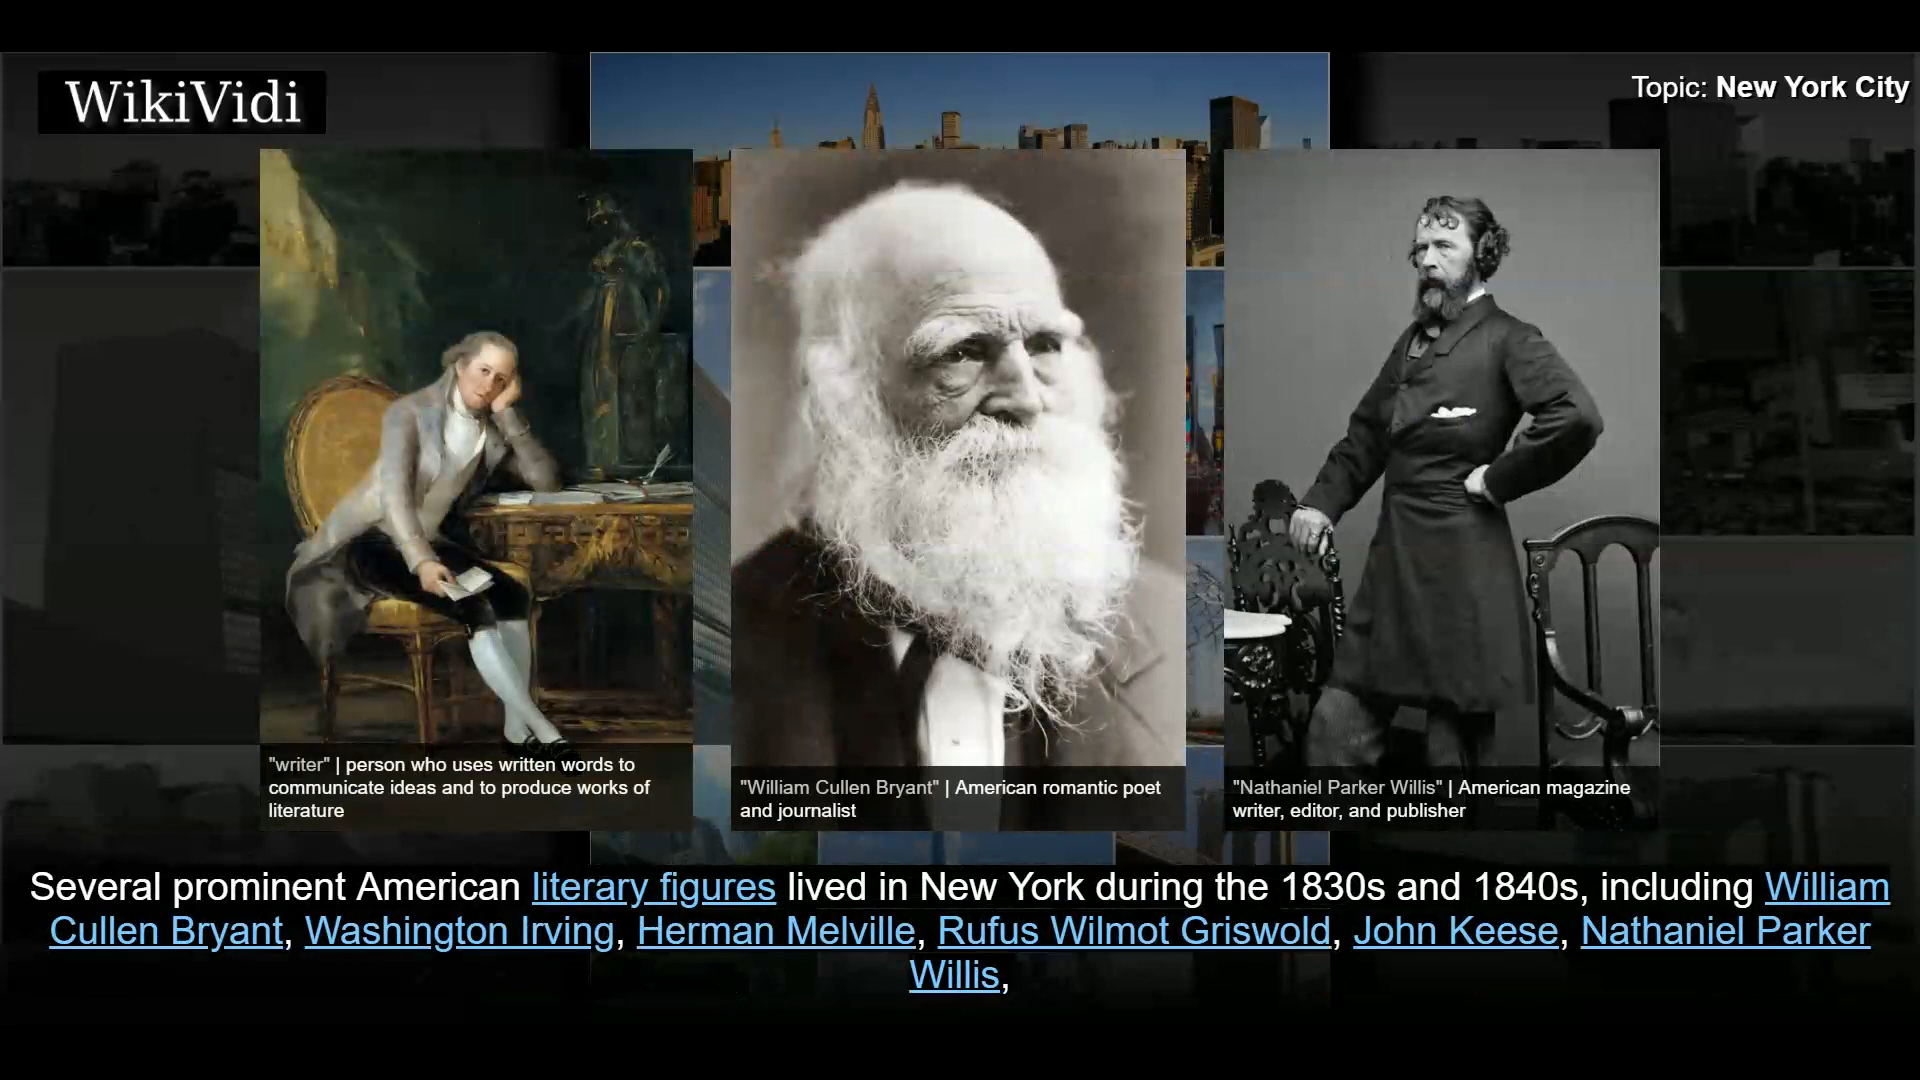 WikiVidi
Topic: New York City
"writer" | person who uses written words to
communicate ideas and to produce works of
literature
"William Cullen Bryant" | American romantic poet
and journalist
"Nathaniel Parker Willis" | American magazine
writer, editor, and publisher
Several prominent American literary figures lived in New York during the 1830s and 1840s, including William
Cullen Bryant, Washington Irving, Herman Melville, Rufus Wilmot Griswold, John Keese, Nathaniel Parker
Willis,